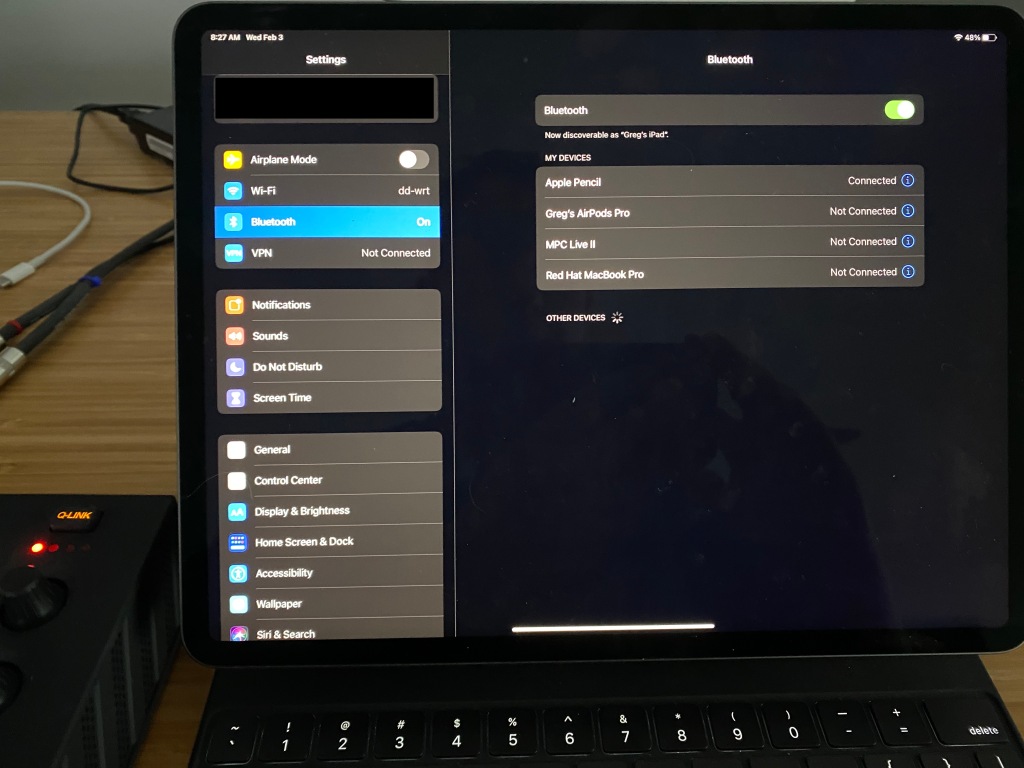 8:27 AM Wed Feb 3
48%
Settings
Bluetooth
Airplane Mode
Wi-Fi dd-wrt
Bluetooth On
VPN VPN Not Connected
Notifications
Sounds
Do Not Disturb
Screen Time
General
Control Center
AA Display & Brightness
Home Screen & Dock
Accessibility
Wallpaper
Siri & Search
Bluetooth
Now discoverable as “Greg’s iPad”.
MY DEVICES
Apple Pencil Connected i
Greg’s AirPods Pro Not Connected i
MPC Live II Not Connected i
Red Hat MacBook Pro Not Connected i
OTHER DEVICES
Q-LINK
~ ! @ # $ % ^ & * ( ) — +
` 1 2 3 4 5 6 7 8 9 0 - = delete
{ } \